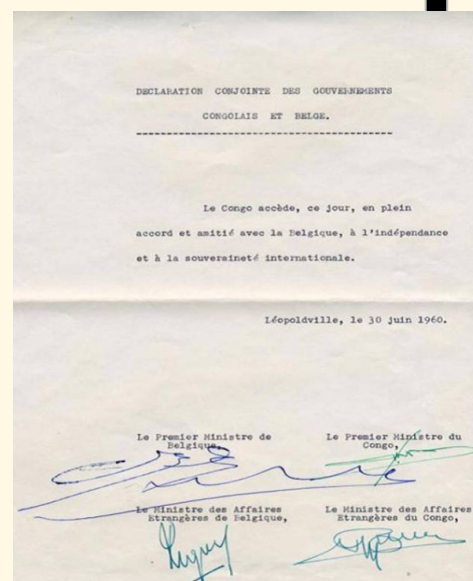 DECLARATION CONJOINTE DES GOUVERNEMENTS
CONGOLAIS ET BELGE.
Le Congo accède, ce jour, en plein
accord et amitié avec la Belgique, à l'indépendance
et à la souveraineté internationale.
Léopoldville, le 30 juin 1960.
Le Premier Ministre de
Belgique,
Le Premier Ministre du
Congo,
Le Ministre des Affaires
Etrangères de Belgique,
Le Ministre des Affaires
Etrangères du Congo,